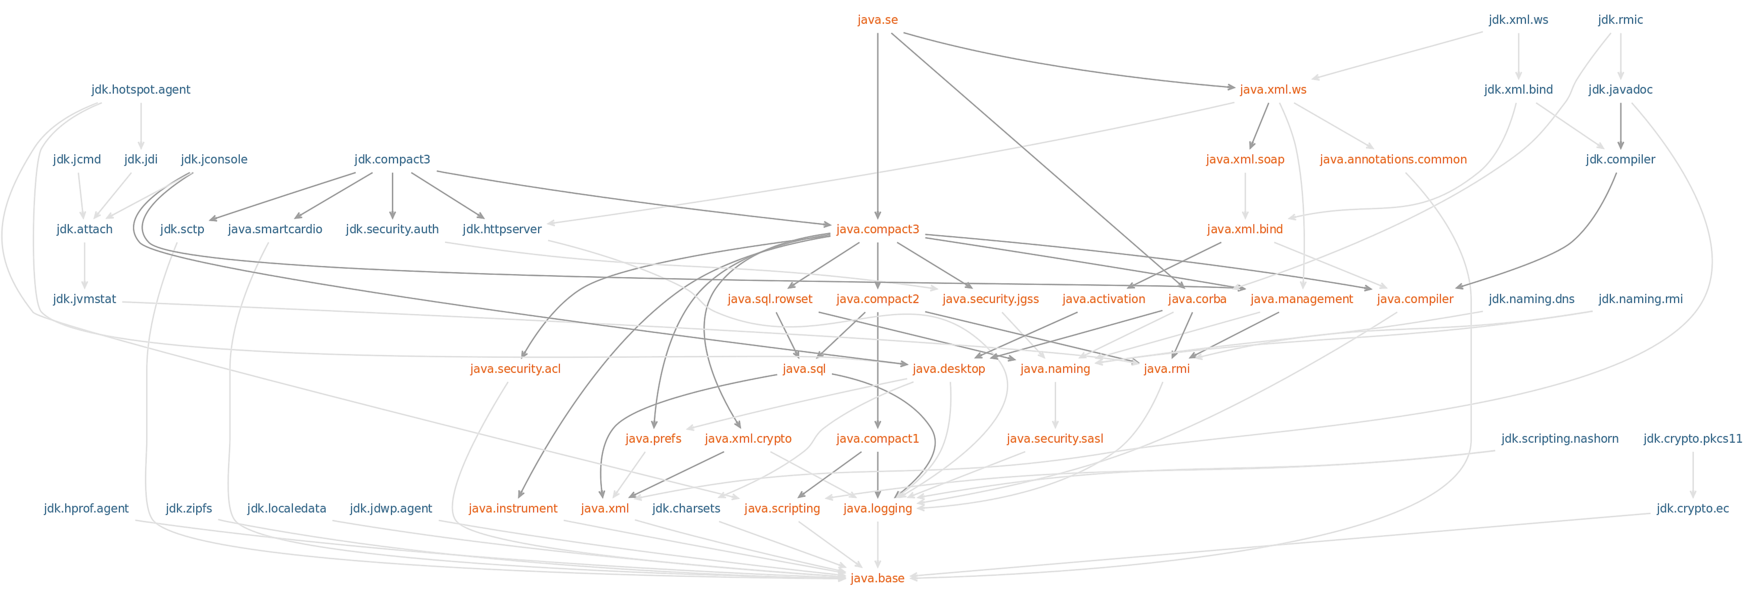 java.se
jdk.xml.ws
jdk.rmic
jdk.hotspot.agent
java.xml.ws
jdk.xml.bind
jdk.javadoc
jdk.jcmd
jdk.jdi
jdk.jconsole
jdk.compact3
java.xml.soap
java.annotations.common
jdk.compiler
jdk.attach
jdk.sctp
java.smartcardio
jdk.security.auth
jdk.httpserver
java.compact3
java.xml.bind
jdk.jvmstat
java.sql.rowset
java.compact2
java.security.jgss
java.activation
java.corba
java.management
java.compiler
jdk.naming.dns
jdk.naming.rmi
java.security.acl
java.sql
java.desktop
java.naming
java.rmi
java.prefs
java.xml.crypto
java.compact1
java.security.sasl
jdk.scripting.nashorn
jdk.crypto.pkcs11
jdk.hprof.agent
jdk.zipfs
jdk.localedata
jdk.jdwp.agent
java.instrument
java.xml
jdk.charsets
java.scripting
java.logging
jdk.crypto.ec
java.base